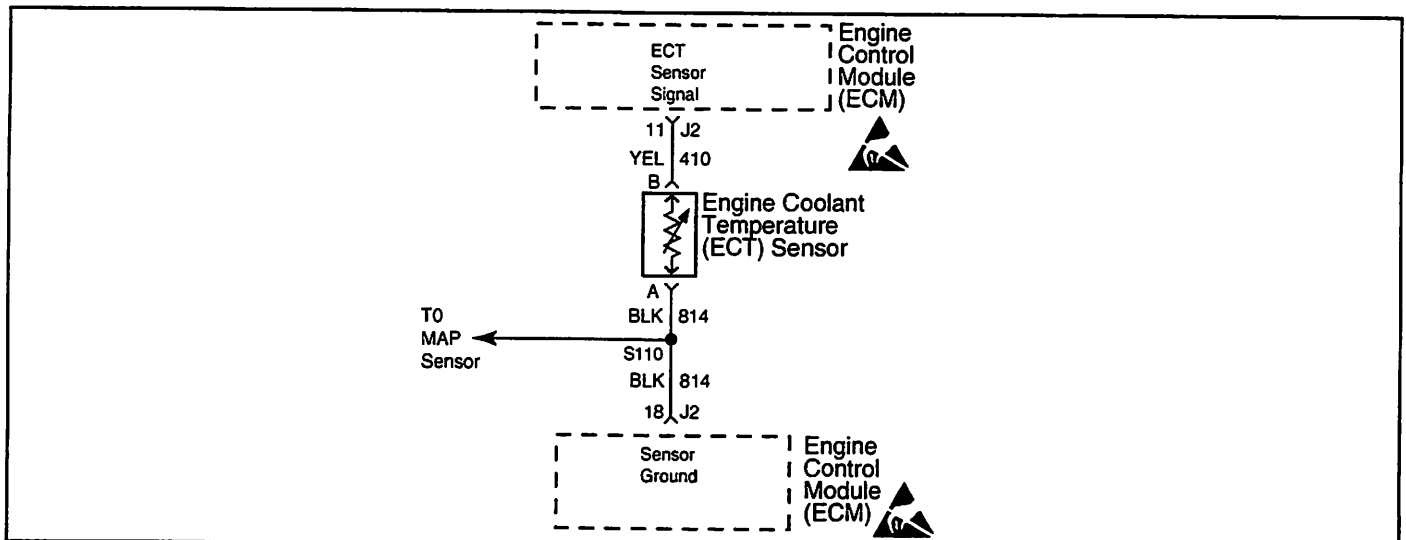 ECT
Sensor
Signal
Engine
Control
Module
(ECM)
11 J2
YEL 410
B
Engine Coolant
Temperature
(ECT) Sensor
A
BLK 814
T0
MAP
Sensor
S110
BLK 814
18 J2
Sensor
Ground
Engine
Control
Module
(ECM)